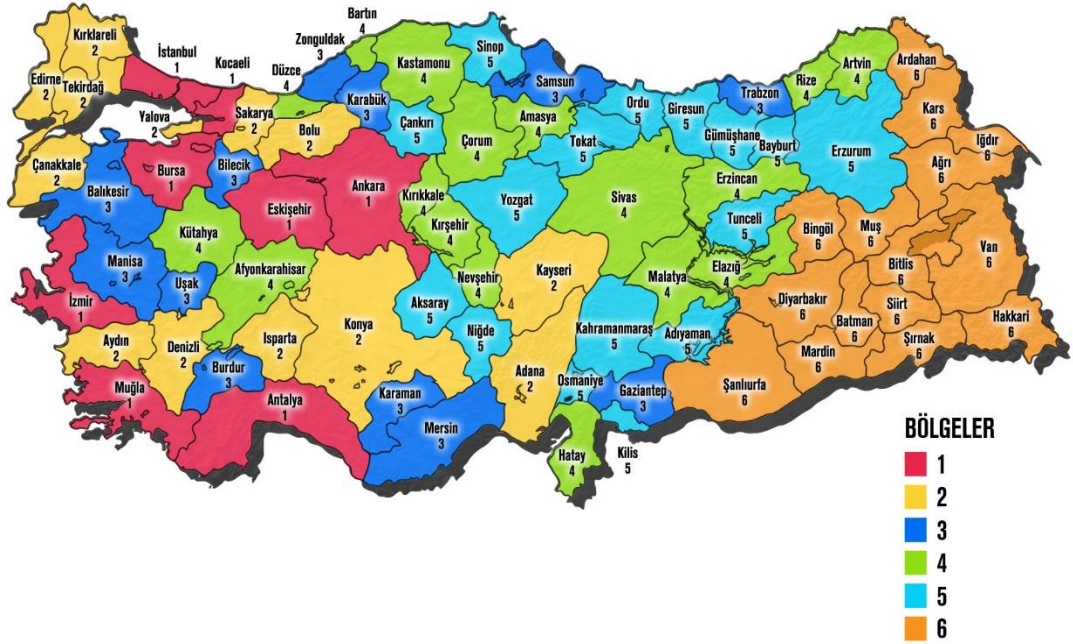 Bartın
4
Kırklareli
2
Zonguldak
3
Sinop
5
İstanbul
1
Kocaeli
1
Düzce
4
Kastamonu
4
Samsun
3
Artvin
4
Ardahan
6
Edirne
2
Tekirdağ
2
Karabük
3
Rize
4
Trabzon
3
Ordu
5
Giresun
5
Kars
6
Yalova
2
Sakarya
2
Bolu
2
Çankırı
5
Amasya
4
Çorum
4
Tokat
5
Gümüşhane
5
Bayburt
5
Erzurum
5
Iğdır
6
Çanakkale
2
Bursa
1
Bilecik
3
Ağrı
6
Balıkesir
3
Ankara
1
Kırıkkale
4
Yozgat
5
Sivas
4
Erzincan
4
Eskişehir
1
Kırşehir
4
Tunceli
5
Bingöl
6
Muş
6
Kütahya
4
Van
6
Manisa
3
Uşak
3
Afyonkarahisar
4
Nevşehir
4
Kayseri
2
Malatya
4
Elazığ
4
Bitlis
6
İzmir
1
Aksaray
5
4
Diyarbakır
6
Siirt
6
Batman
6
Hakkari
6
Konya
2
Kahramanmaraş
5
Adıyaman
5
Şırnak
6
Aydın
2
Denizli
2
Isparta
2
Niğde
5
Mardin
6
Burdur
3
Adana
2
Osmaniye
5
Gaziantep
3
Şanlıurfa
6
Muğla
1
Antalya
1
Karaman
3
Mersin
3
Hatay
4
Kilis
5
BÖLGELER
1
2
3
4
5
6